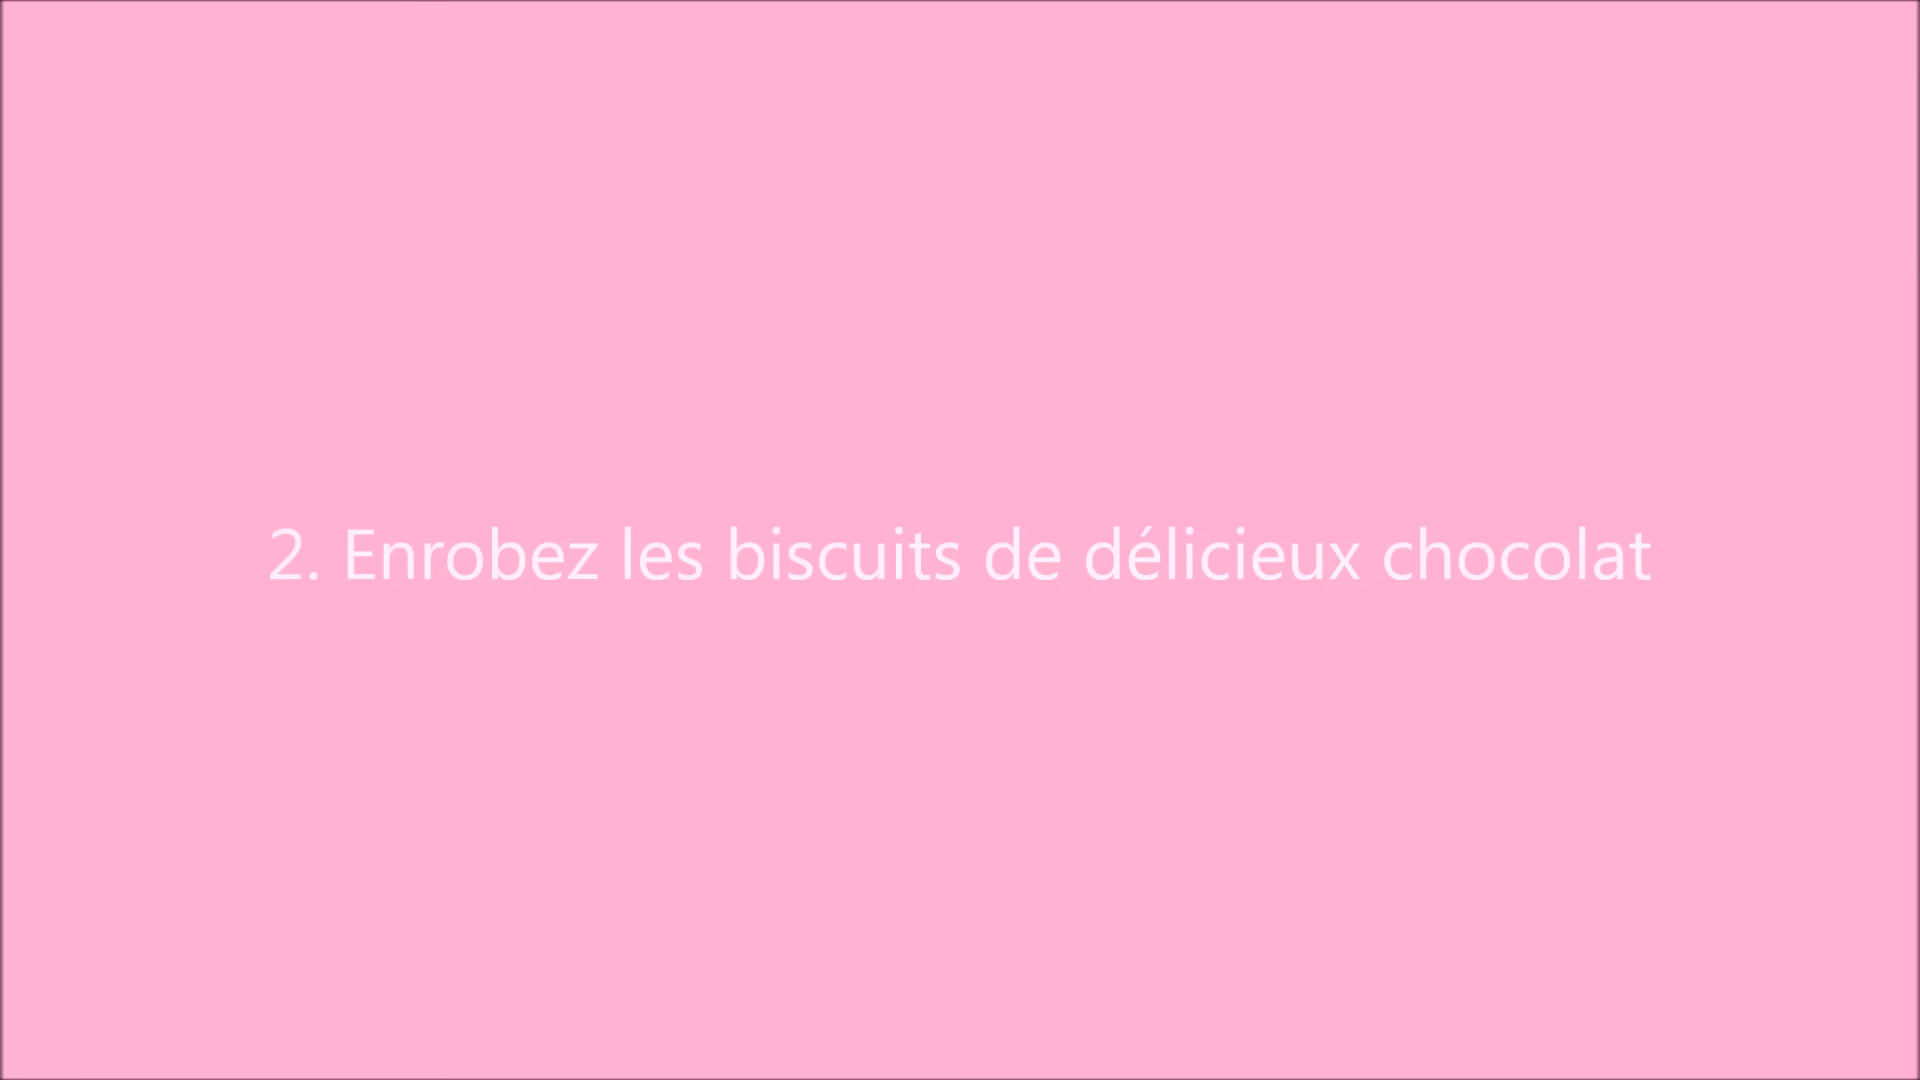 2. Enrobez les biscuits de délicieux chocolat